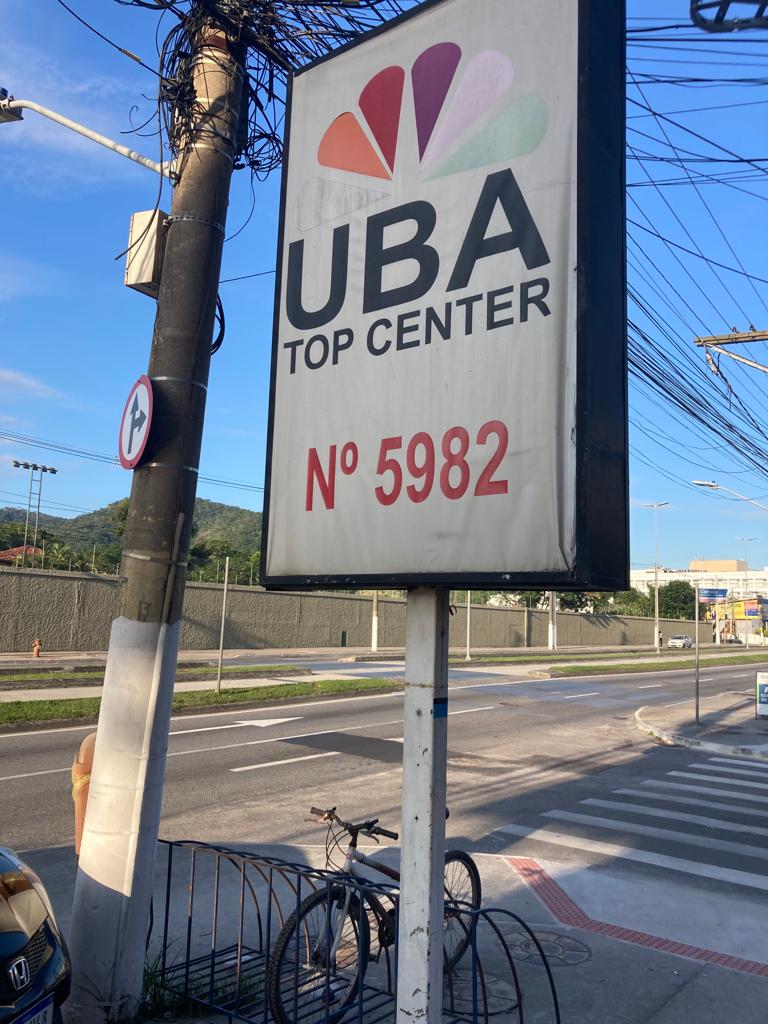 UBA
TOP CENTER
Nº 5982